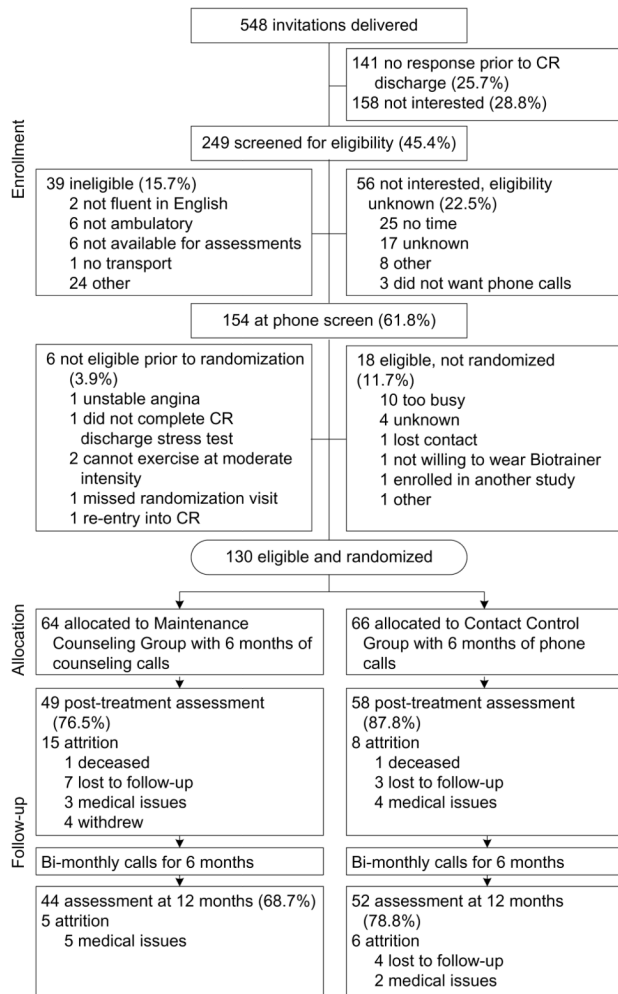 548 invitations delivered
141 no response prior to CR
discharge (25.7%)
158 not interested (28.8%)
Enrollment
249 screened for eligibility (45.4%)
39 ineligible (15.7%)
2 not fluent in English
6 not ambulatory
6 not available for assessments
1 no transport
24 other
56 not interested, eligibility
unknown (22.5%)
25 no time
17 unknown
8 other
3 did not want phone calls
154 at phone screen (61.8%)
6 not eligible prior to randomization
(3.9%)
1 unstable angina
1 did not complete CR
discharge stress test
2 cannot exercise at moderate
intensity
1 missed randomization visit
1 re-entry into CR
18 eligible, not randomized
(11.7%)
10 too busy
4 unknown
1 lost contact
1 not willing to wear Biotrainer
1 enrolled in another study
1 other
130 eligible and randomized
Allocation
64 allocated to Maintenance
Counseling Group with 6 months of
counseling calls
66 allocated to Contact Control
Group with 6 months of phone
calls
Follow-up
49 post-treatment assessment
(76.5%)
15 attrition
1 deceased
7 lost to follow-up
3 medical issues
4 withdrew
58 post-treatment assessment
(87.8%)
8 attrition
1 deceased
3 lost to follow-up
4 medical issues
Bi-monthly calls for 6 months
Bi-monthly calls for 6 months
44 assessment at 12 months (68.7%)
5 attrition
5 medical issues
52 assessment at 12 months
(78.8%)
6 attrition
4 lost to follow-up
2 medical issues